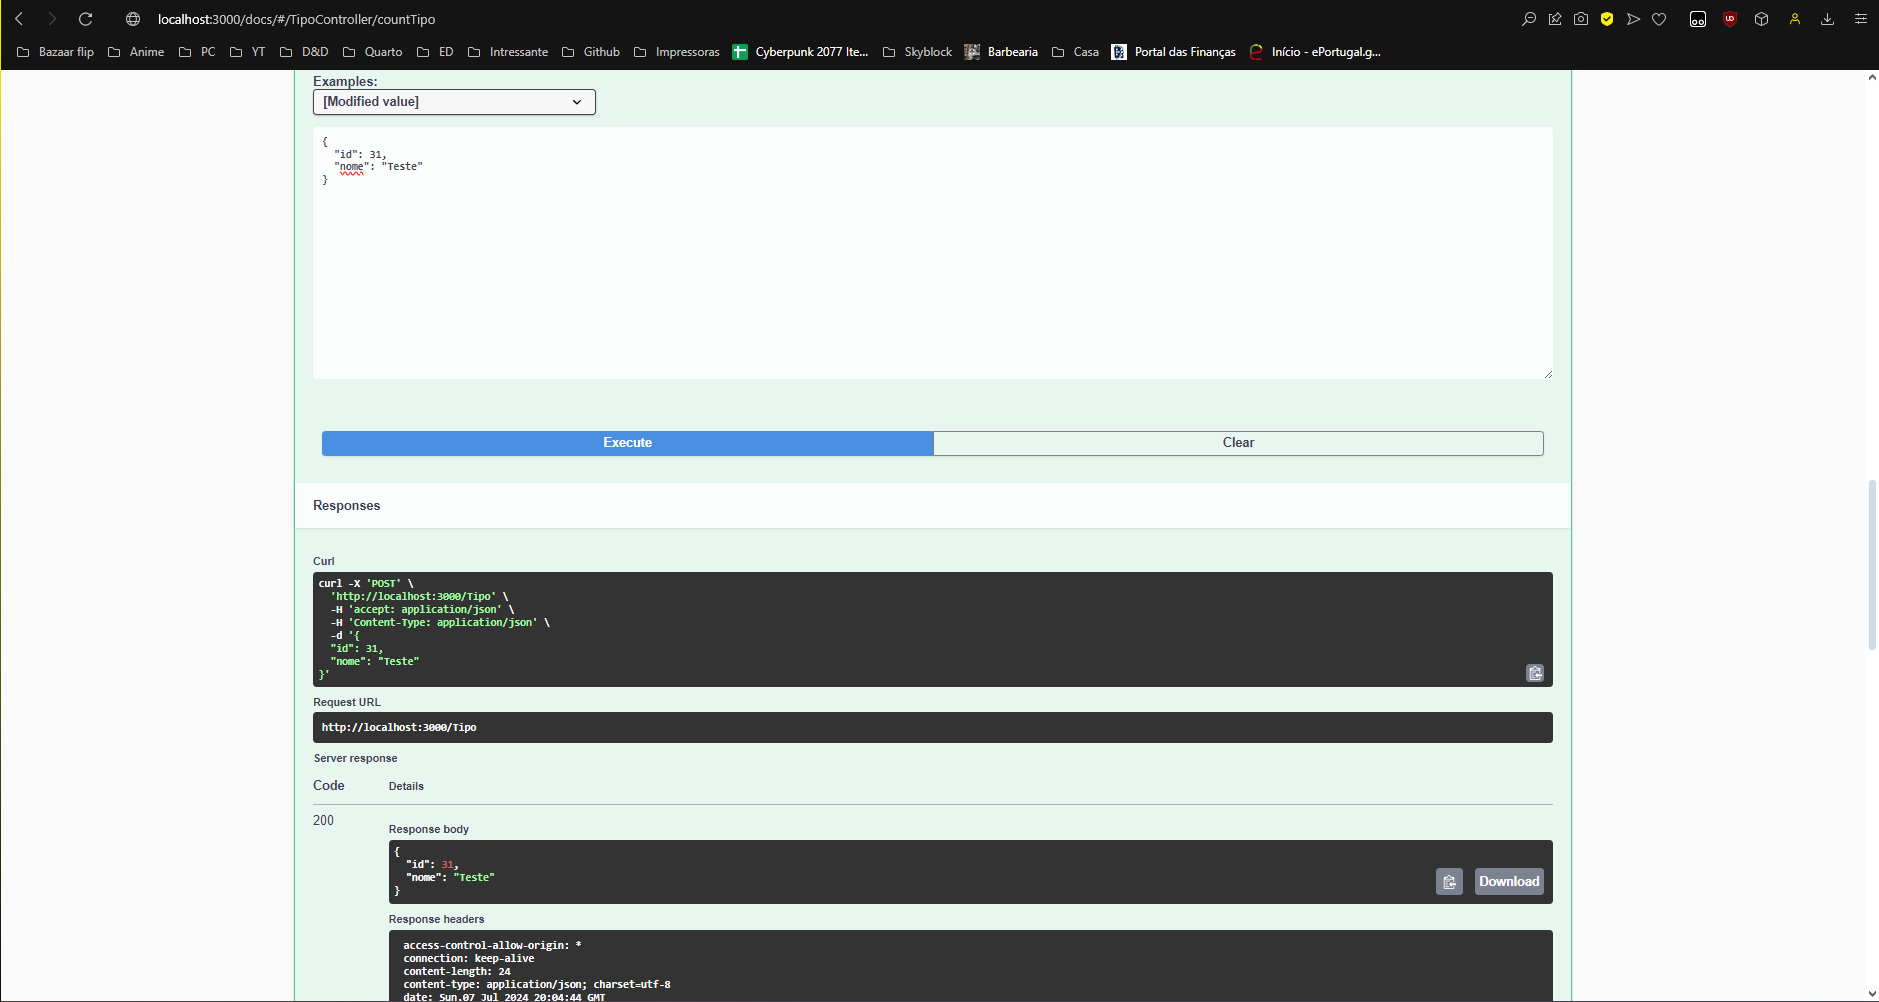 localhost:3000/docs/#/TipoController/countTipo
Bazaar flip Anime PC YT D&D Quarto ED Intressante Github Impressoras Cyberpunk 2077 Ite... Skyblock Barbearia Casa Portal das Finanças Início - ePortugal.g...
Examples:
[Modified value]
{
  "id": 31,
  "nome": "Teste"
}
Execute Clear
Responses
Curl
curl -X 'POST' \
  'http://localhost:3000/Tipo' \
  -H 'accept: application/json' \
  -H 'Content-Type: application/json' \
  -d '{
  "id": 31,
  "nome": "Teste"
}'
Request URL
http://localhost:3000/Tipo
Server response
Code Details
200
Response body
{
  "id": 31,
  "nome": "Teste"
}
Download
Response headers
access-control-allow-origin: *
connection: keep-alive
content-length: 24
content-type: application/json; charset=utf-8
date: Sun,07 Jul 2024 20:04:44 GMT